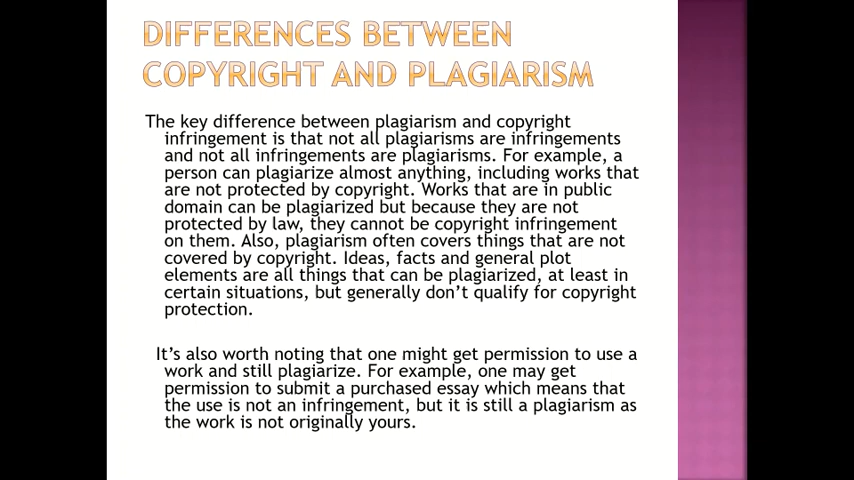 DIFFERENCES BETWEEN
COPYRIGHT AND PLAGIARISM
The key difference between plagiarism and copyright
infringement is that not all plagiarisms are infringements
and not all infringements are plagiarisms. For example, a
person can plagiarize almost anything, including works that
are not protected by copyright. Works that are in public
domain can be plagiarized but because they are not
protected by law, they cannot be copyright infringement
on them. Also, plagiarism often covers things that are not
covered by copyright. Ideas, facts and general plot
elements are all things that can be plagiarized, at least in
certain situations, but generally don’t qualify for copyright
protection.
It’s also worth noting that one might get permission to use a
work and still plagiarize. For example, one may get
permission to submit a purchased essay which means that
the use is not an infringement, but it is still a plagiarism as
the work is not originally yours.